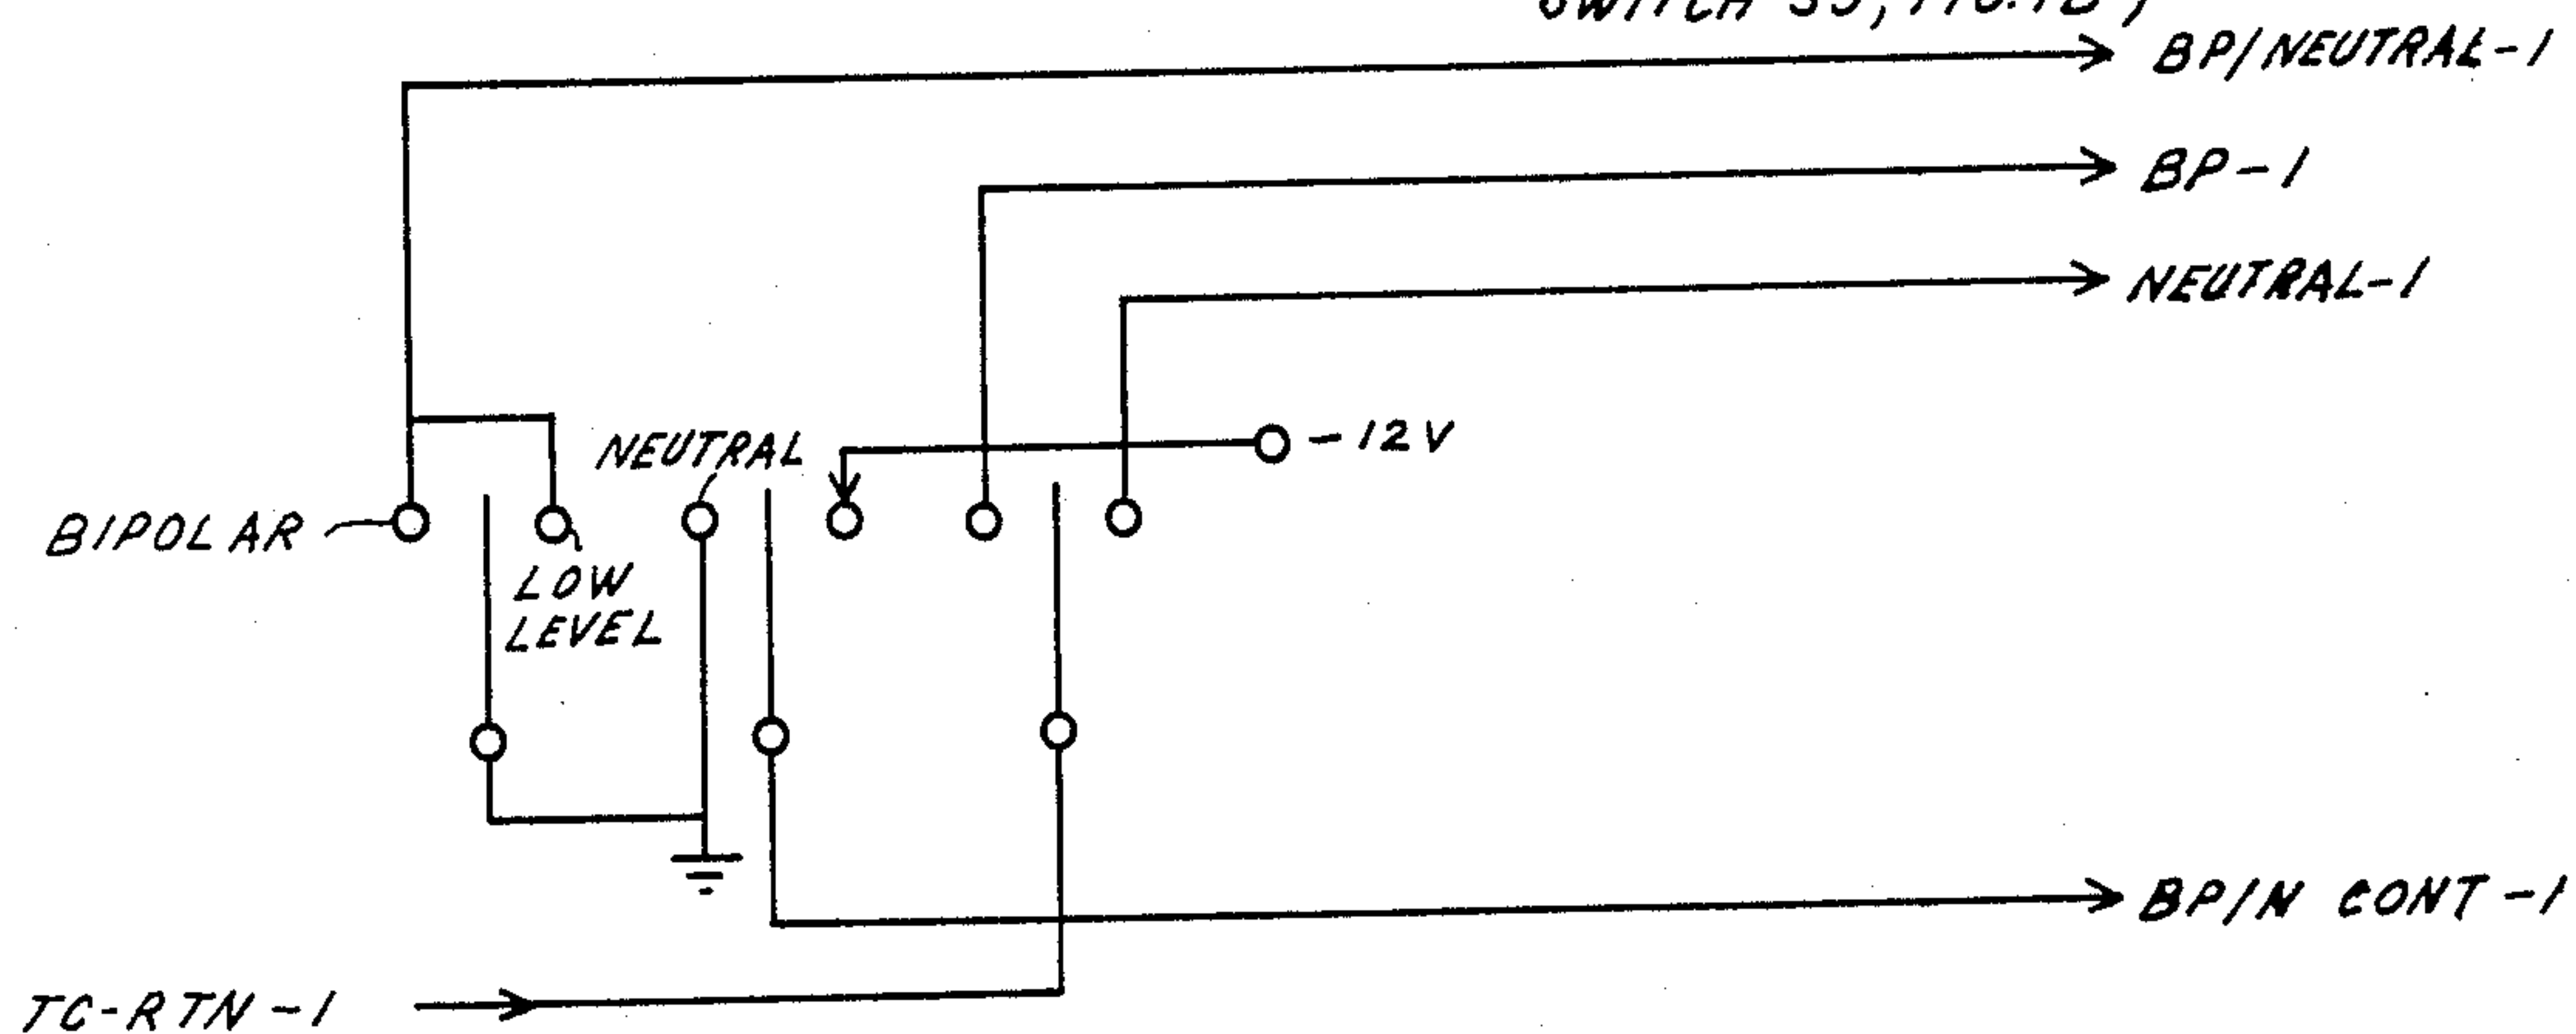 BP/NEUTRAL-1
BP-1
NEUTRAL-1
NEUTRAL
-12V
BIPOLAR
LOW
LEVEL
BP/N CONT-1
TC-RTN-1